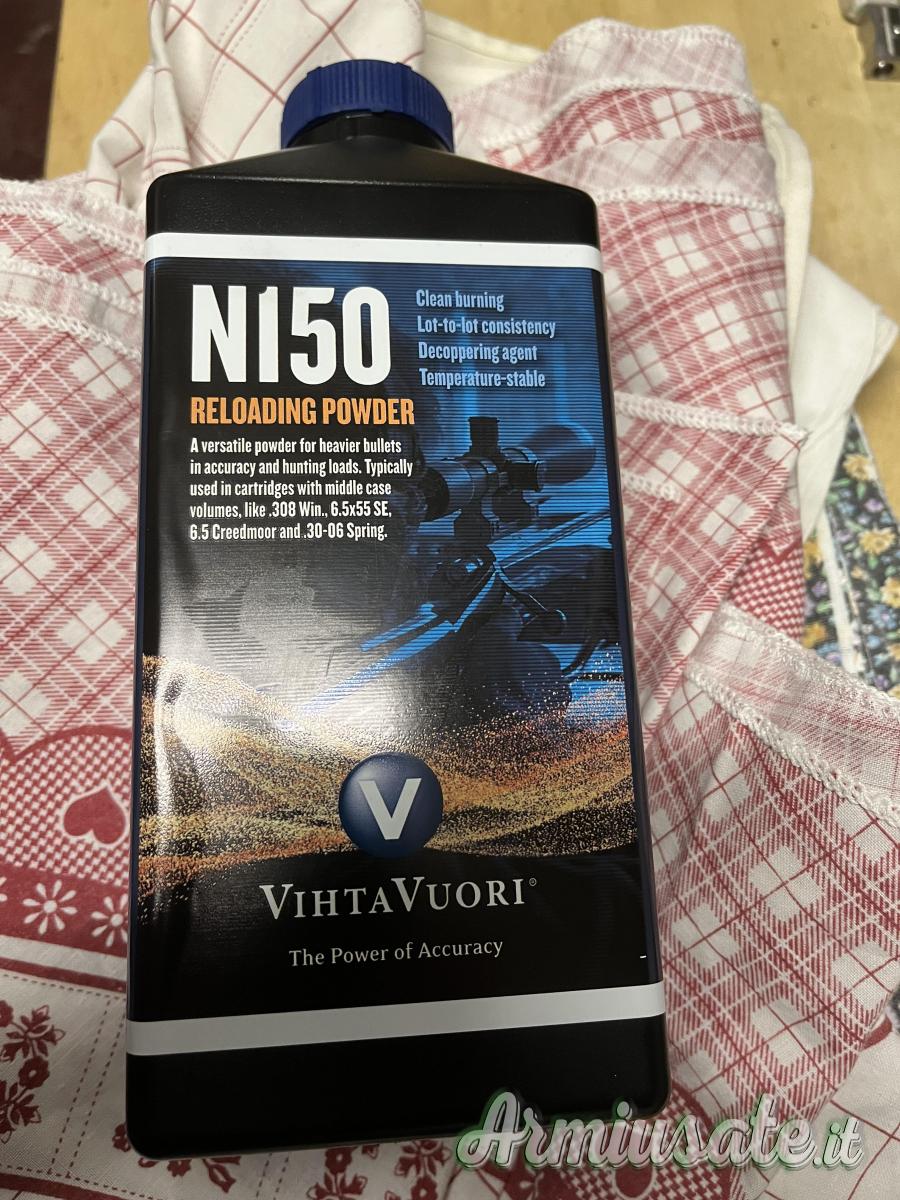 N150
Clean burning
Lot-to-lot consistency
Decoppering agent
Temperature-stable
RELOADING POWDER
A versatile powder for heavier bullets
in accuracy and hunting loads. Typically
used in cartridges with middle case
volumes, like .308 Win., 6.5x55 SE,
6.5 Creedmoor and .30-06 Spring.
V
VIHTAVUORI®
The Power of Accuracy
Armiusate.it